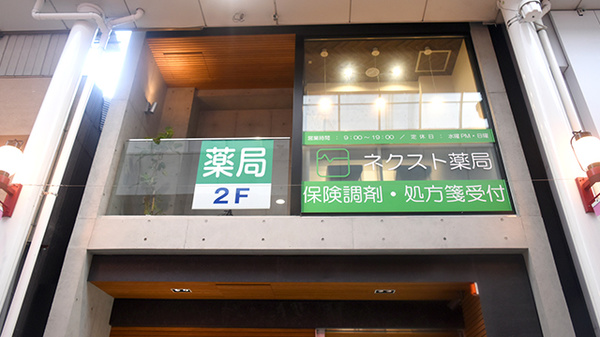 薬局
2F
営業時間 : 9:00〜19:00 / 定休日 : 水曜PM・日曜
ネクスト薬局
保険調剤・処方箋受付